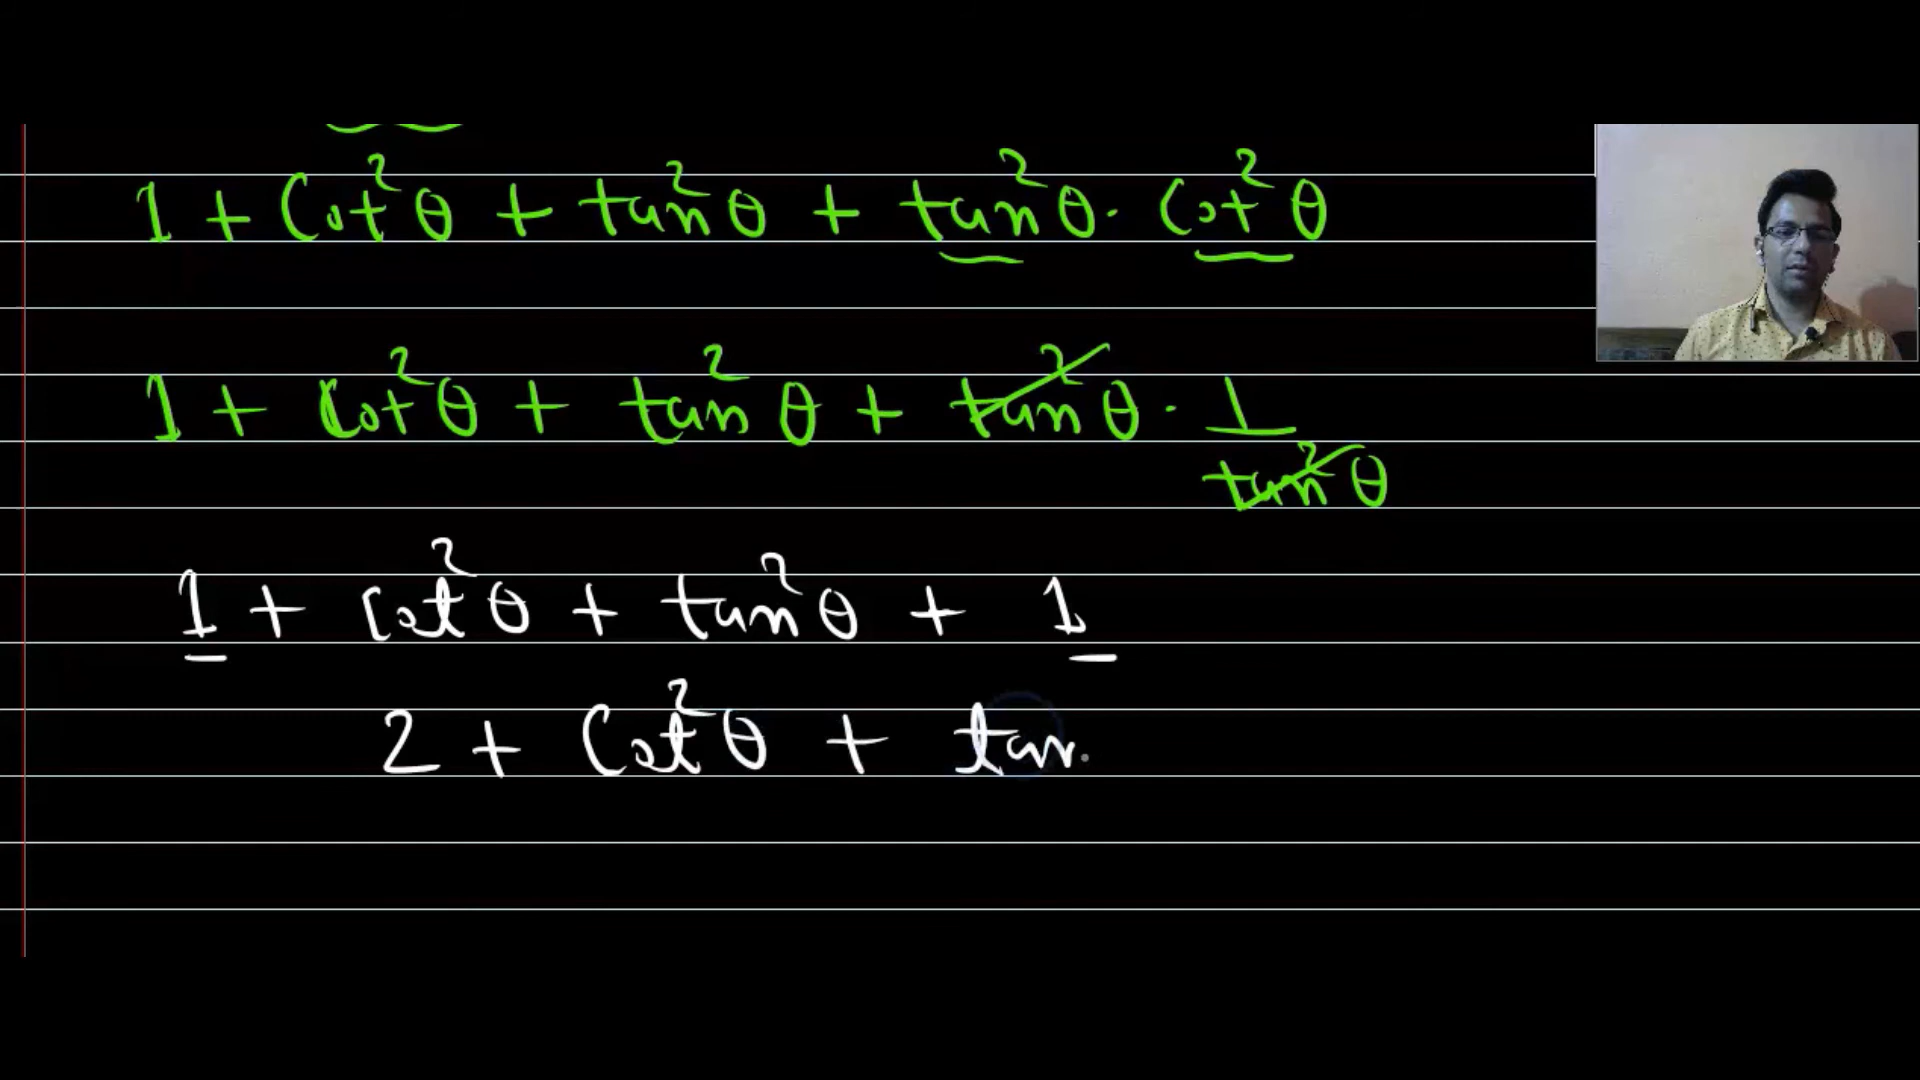 1 + Cot²θ + tan²θ + tan²θ · Cot²θ
1 + Cot²θ + tan²θ + tan²θ · 1/tan²θ
1 + Cot²θ + tan²θ + 1
2 + Cot²θ + tan